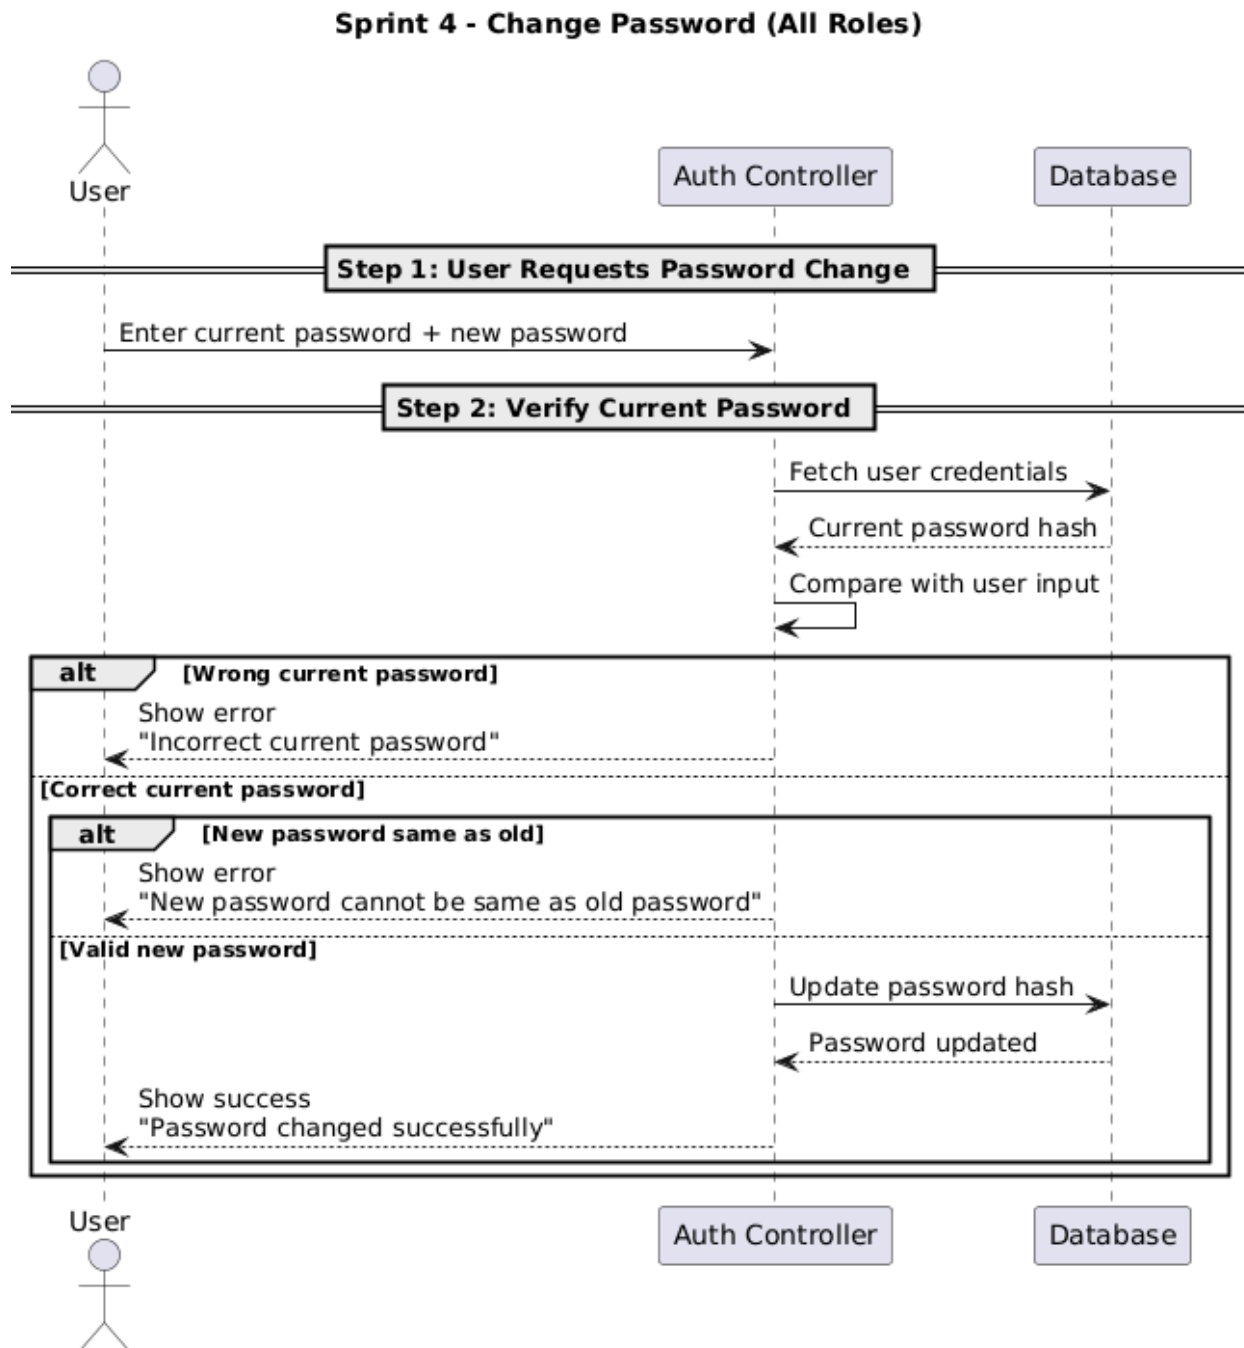 Sprint 4 - Change Password (All Roles)
User
Auth Controller
Database
Step 1: User Requests Password Change
Enter current password + new password
Step 2: Verify Current Password
Fetch user credentials
Current password hash
Compare with user input
alt [Wrong current password]
Show error
"Incorrect current password"
[Correct current password]
alt [New password same as old]
Show error
"New password cannot be same as old password"
[Valid new password]
Update password hash
Password updated
Show success
"Password changed successfully"
User
Auth Controller
Database